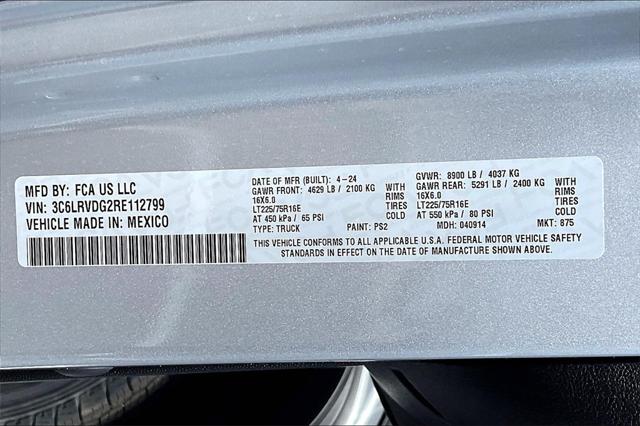 MFD BY: FCA US LLC
VIN: 3C6LRVDG2RE112799
VEHICLE MADE IN: MEXICO
DATE OF MFR (BUILT): 4-24
GAWR FRONT: 4629 LB / 2100 KG
16X6.0 RIMS
LT225/75R16E TIRES
AT 450 kPa / 65 PSI
TYPE: TRUCK PAINT: PS2
WITH
GVWR: 8900 LB / 4037 KG
GAWR REAR: 5291 LB / 2400 KG
16X6.0 RIMS
LT225/75R16E TIRES
AT 550 kPa / 80 PSI
MDH: 040914 MKT: 875
WITH
THIS VEHICLE CONFORMS TO ALL APPLICABLE U.S.A. FEDERAL MOTOR VEHICLE SAFETY
STANDARDS IN EFFECT ON THE DATE OF MANUFACTURE SHOWN ABOVE.